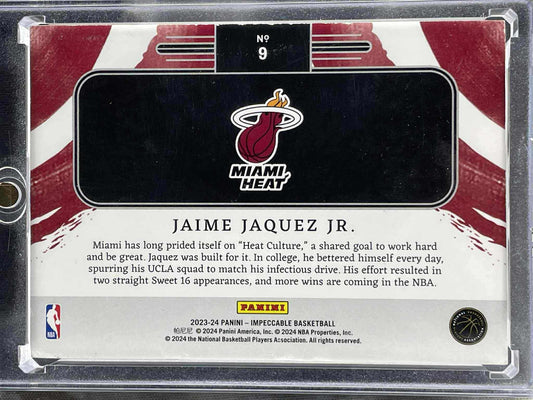 Nº
9
MIAMI
HEAT
JAIME JAQUEZ JR.
Miami has long prided itself on “Heat Culture,” a shared goal to work hard
and be great. Jaquez was built for it. In college, he bettered himself every day,
spurring his UCLA squad to match his infectious drive. His effort resulted in
two straight Sweet 16 appearances, and more wins are coming in the NBA.
PANINI
2023-24 PANINI – IMPECCABLE BASKETBALL
帕尼尼 © 2024 Panini America, Inc. © 2024 NBA Properties, Inc.
© 2024 the National Basketball Players Association. All rights reserved.
NBA